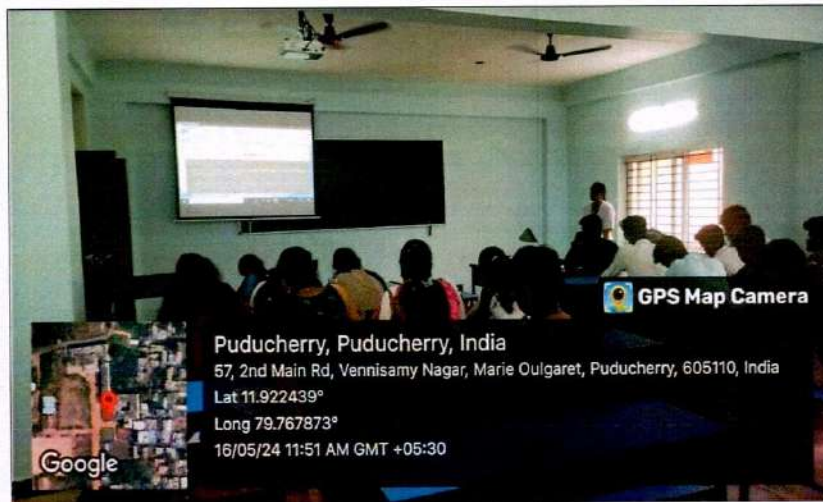 GPS Map Camera
Puducherry, Puducherry, India
57, 2nd Main Rd, Vennisamy Nagar, Marie Oulgaret, Puducherry, 605110, India
Lat 11.922439°
Long 79.767873°
16/05/24 11:51 AM GMT +05:30
Google